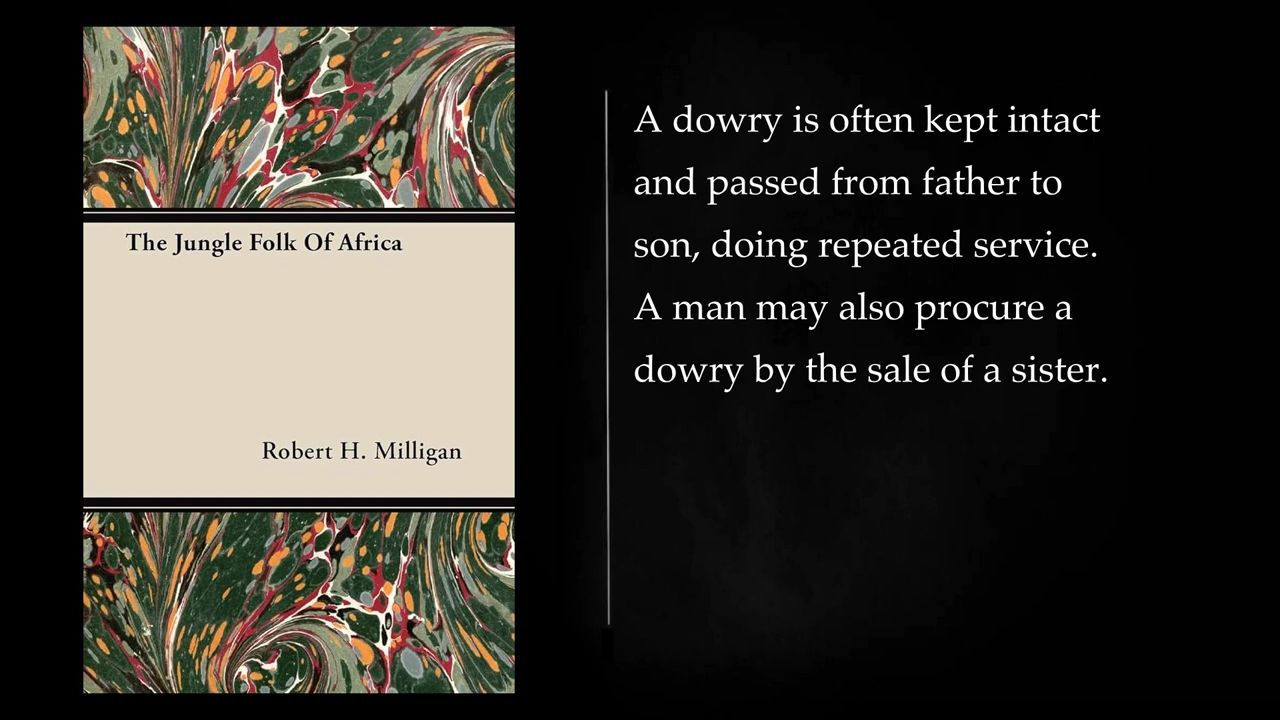 The Jungle Folk Of Africa
Robert H. Milligan
A dowry is often kept intact
and passed from father to
son, doing repeated service.
A man may also procure a
dowry by the sale of a sister.